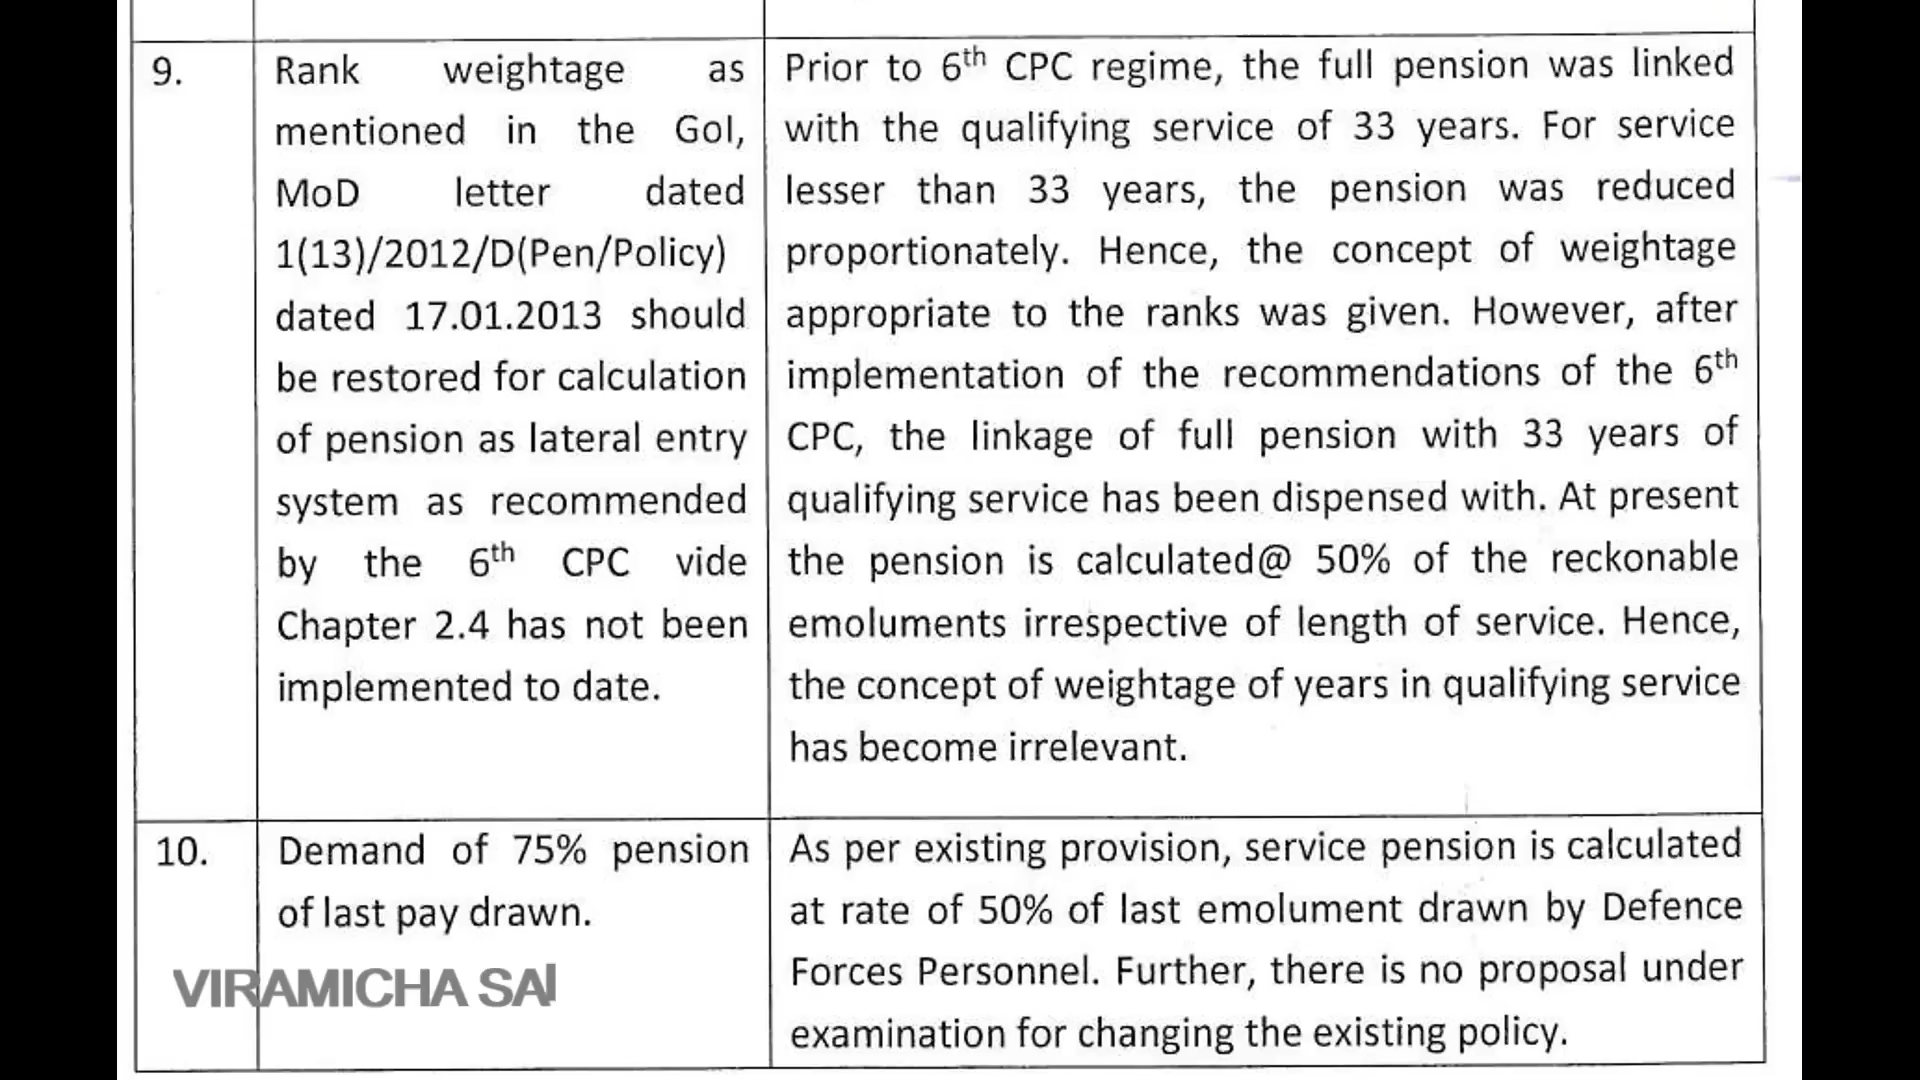 9.
Rank weightage as
mentioned in the GoI,
MoD letter dated
1(13)/2012/D(Pen/Policy)
dated 17.01.2013 should
be restored for calculation
of pension as lateral entry
system as recommended
by the 6th CPC vide
Chapter 2.4 has not been
implemented to date.
Prior to 6th CPC regime, the full pension was linked
with the qualifying service of 33 years. For service
lesser than 33 years, the pension was reduced
proportionately. Hence, the concept of weightage
appropriate to the ranks was given. However, after
implementation of the recommendations of the 6th
CPC, the linkage of full pension with 33 years of
qualifying service has been dispensed with. At present
the pension is calculated@ 50% of the reckonable
emoluments irrespective of length of service. Hence,
the concept of weightage of years in qualifying service
has become irrelevant.
10.
Demand of 75% pension
of last pay drawn.
As per existing provision, service pension is calculated
at rate of 50% of last emolument drawn by Defence
Forces Personnel. Further, there is no proposal under
examination for changing the existing policy.
VIRAMICHA SAI